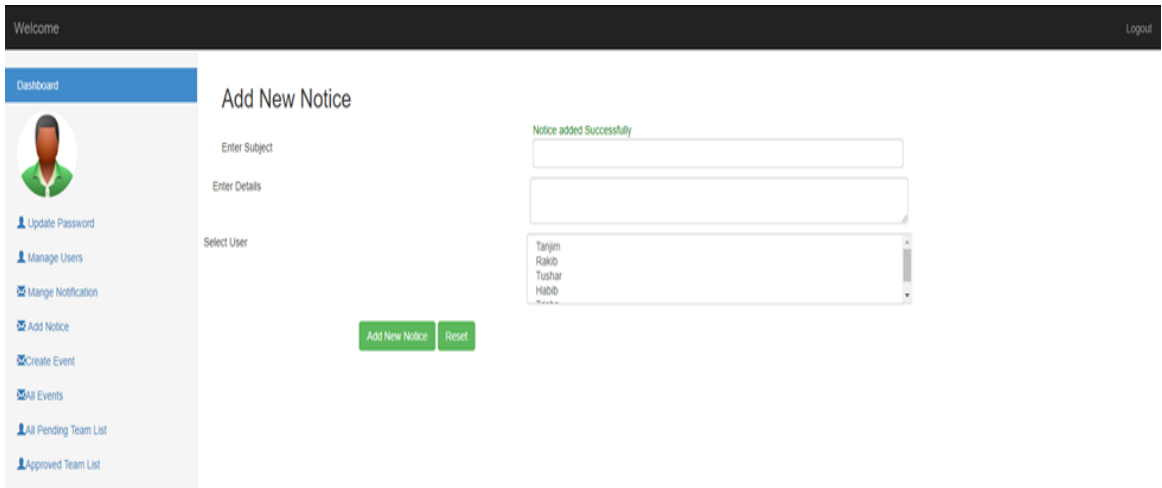 Welcome
Logout
Dashboard
Update Password
Manage Users
Mange Notification
Add Notice
Create Event
All Events
All Pending Team List
Approved Team List
Add New Notice
Notice added Successfully
Enter Subject
Enter Details
Select User
Tanjim
Rakib
Tushar
Habib
Add New Notice
Reset